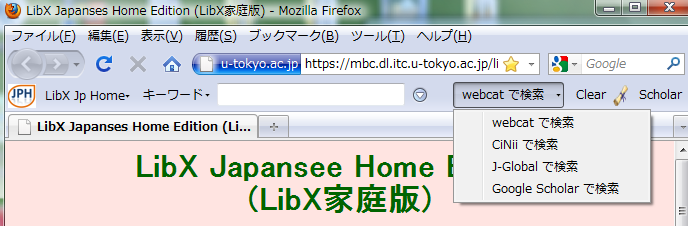 LibX Japanses Home Edition (LibX家庭版) - Mozilla Firefox
ファイル(F) 編集(E) 表示(V) 履歴(S) ブックマーク(B) ツール(T) ヘルプ(H)
u-tokyo.ac.jp https://mbc.dl.itc.u-tokyo.ac.jp/li Google
JPH LibX Jp Home キーワード webcat で検索 Clear Scholar
LibX Japanses Home Edition (Li...
webcat で検索
CiNii で検索
J-Global で検索
Google Scholar で検索
LibX Japansee Home E
(LibX家庭版)